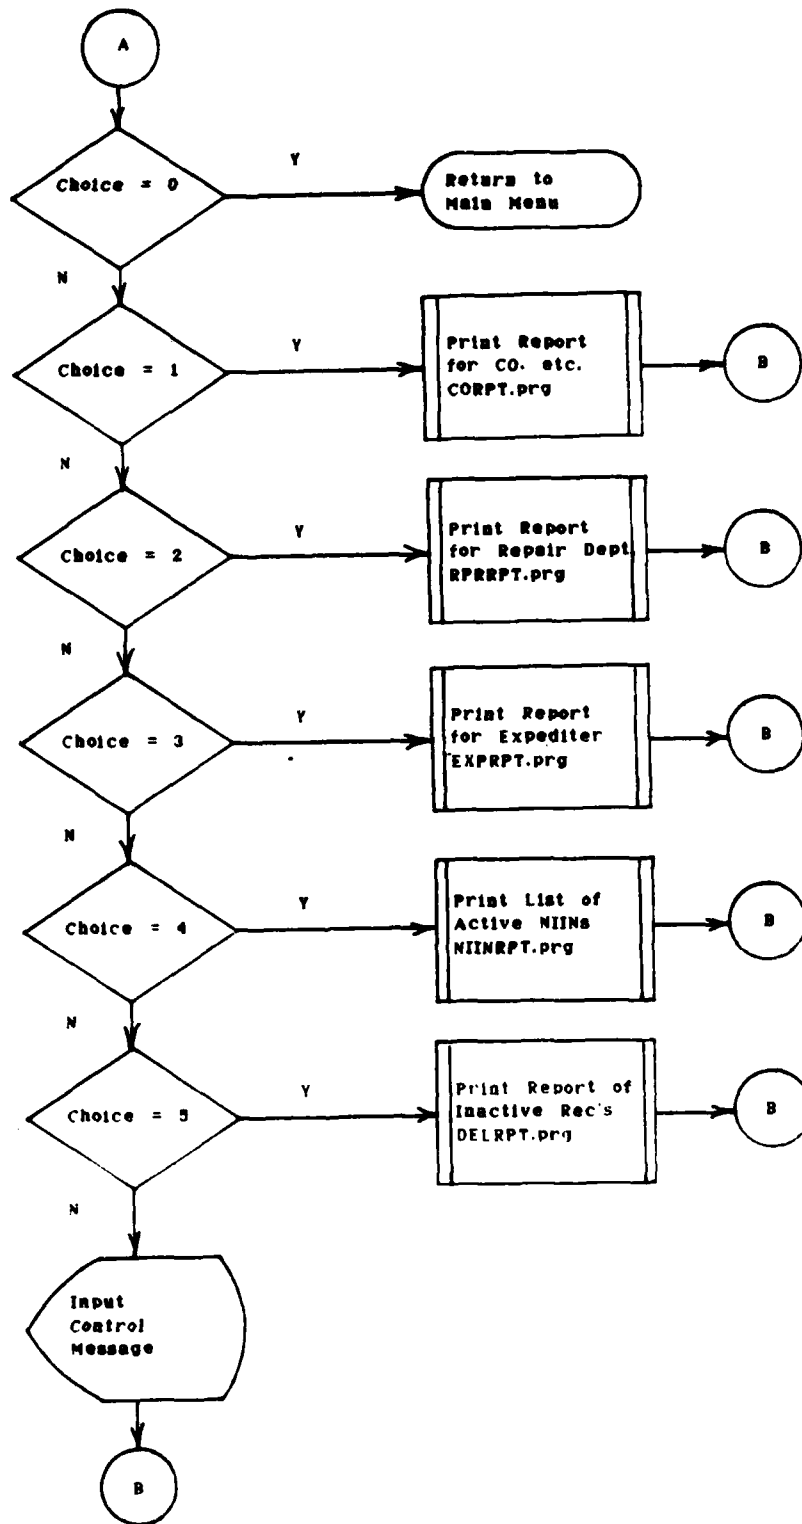 A
Choice = 0
Y
Return to
Main Menu
N
Choice = 1
Y
Print Report
for CO. etc.
CORPT.prg
B
N
Choice = 2
Y
Print Report
for Repair Dept.
RPRRPT.prg
B
N
Choice = 3
Y
Print Report
for Expediter
EXPRPT.prg
B
N
Choice = 4
Y
Print List of
Active NIINs
NIINRPT.prg
B
N
Choice = 5
Y
Print Report of
Inactive Rec's
DELRPT.prg
B
N
Input
Control
Message
B